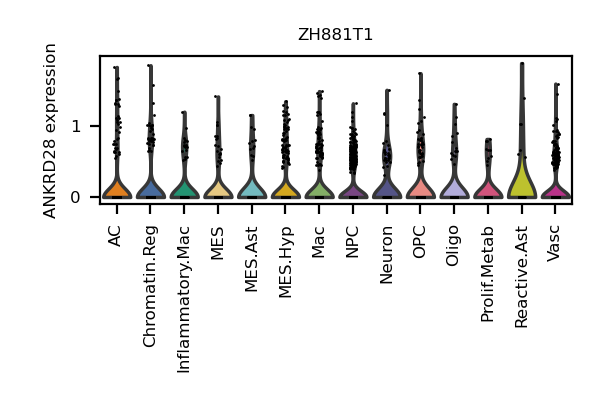 ZH881T1
ANKRD28 expression
1
0
AC
Chromatin.Reg
Inflammatory.Mac
MES
MES.Ast
MES.Hyp
Mac
NPC
Neuron
OPC
Oligo
Prolif.Metab
Reactive.Ast
Vasc